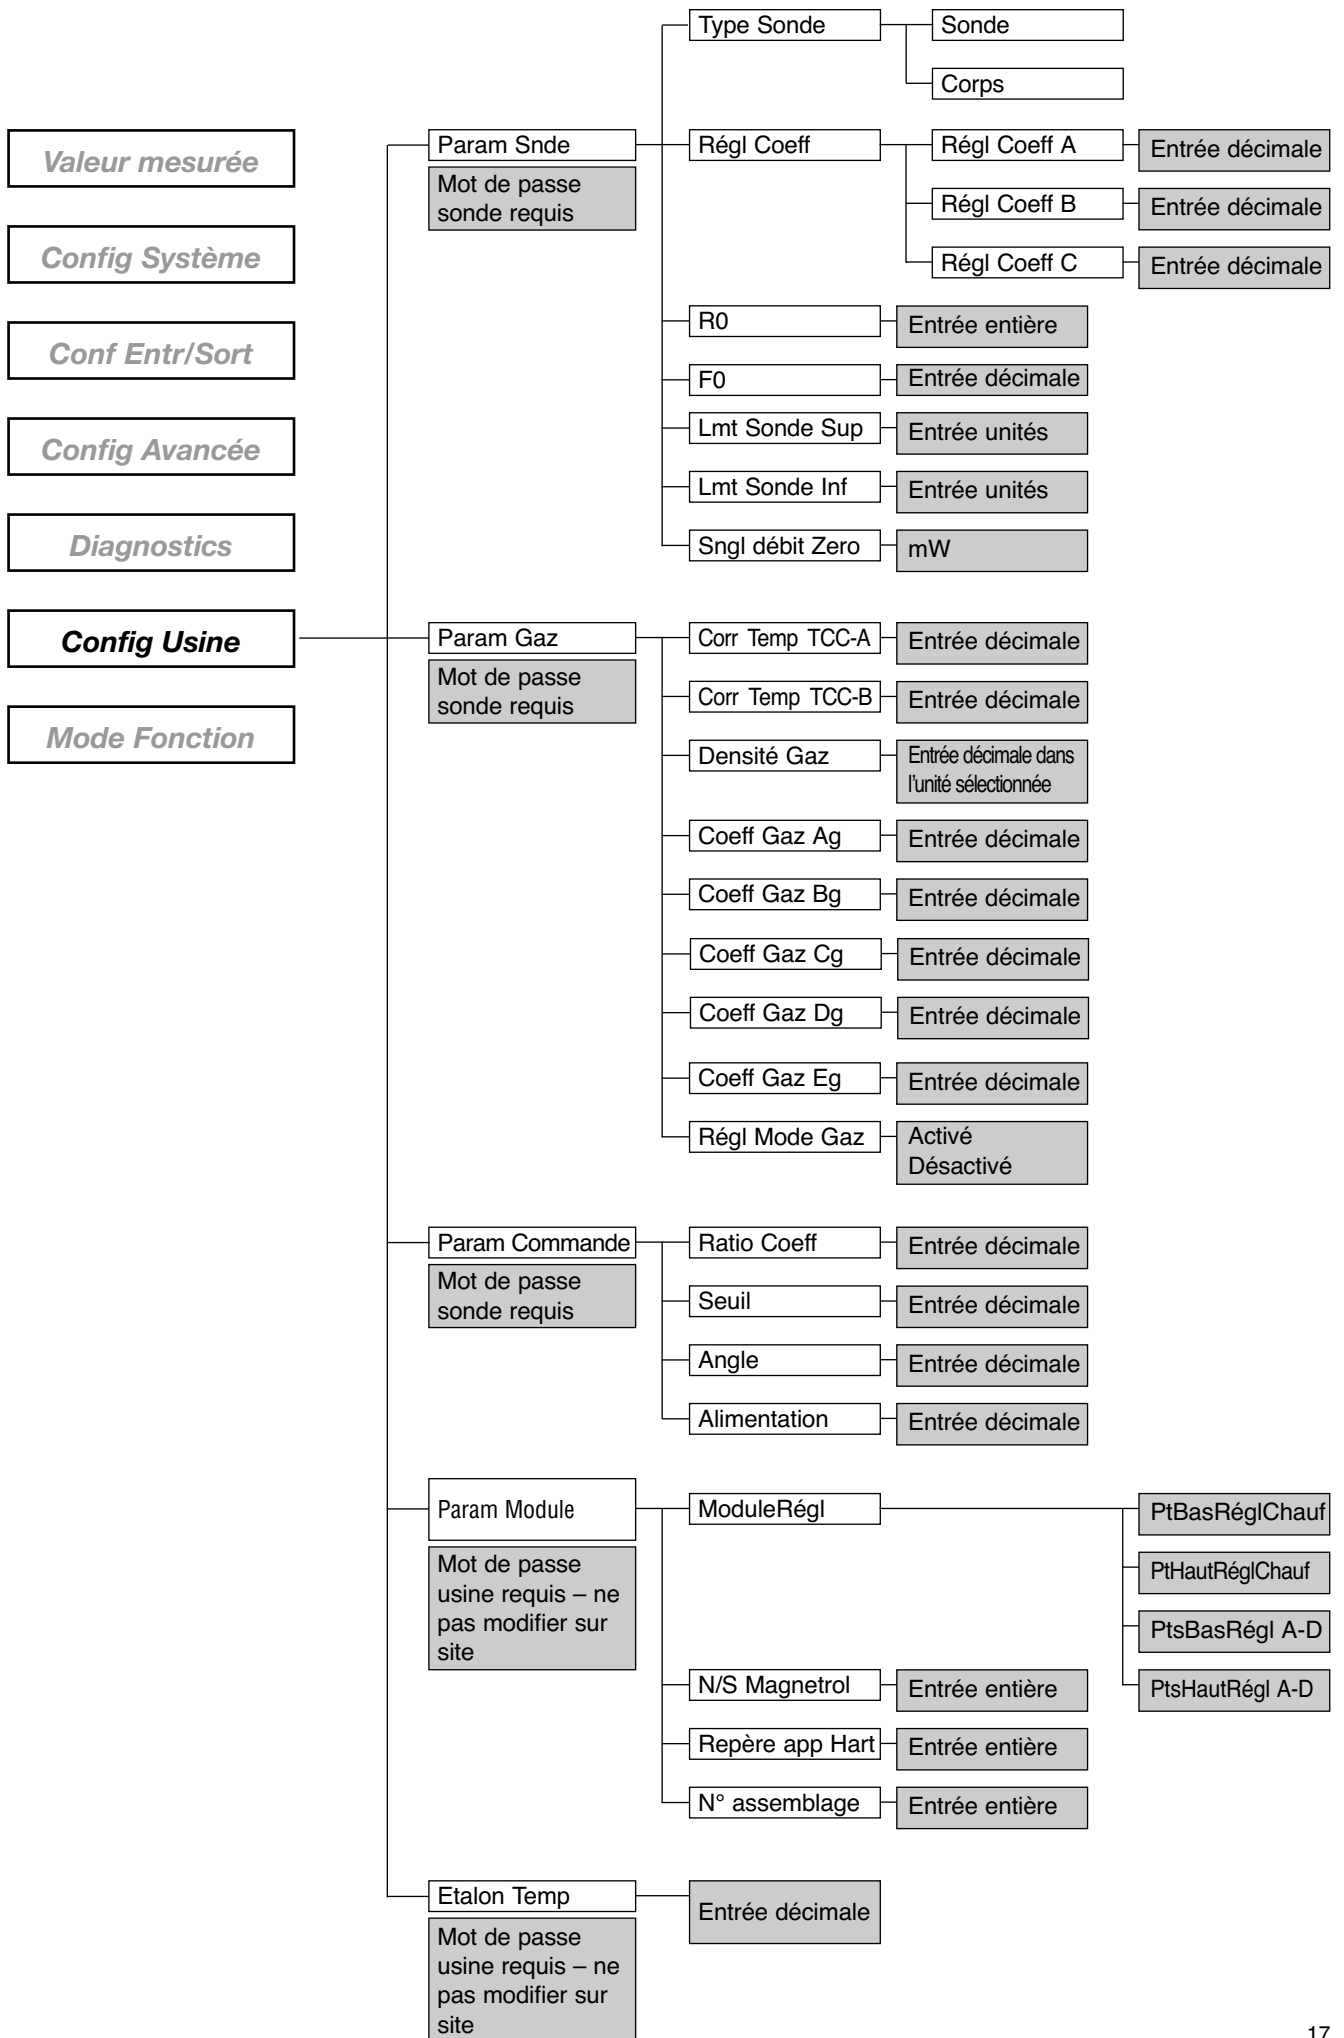 Valeur mesurée
Config Système
Conf Entr/Sort
Config Avancée
Diagnostics
Config Usine
Mode Fonction
Param Snde
Mot de passe
sonde requis
Type Sonde
Sonde
Corps
Régl Coeff
Régl Coeff A
Entrée décimale
Régl Coeff B
Entrée décimale
Régl Coeff C
Entrée décimale
R0
Entrée entière
F0
Entrée décimale
Lmt Sonde Sup
Entrée unités
Lmt Sonde Inf
Entrée unités
Sngl débit Zero
mW
Param Gaz
Mot de passe
sonde requis
Corr Temp TCC-A
Entrée décimale
Corr Temp TCC-B
Entrée décimale
Densité Gaz
Entrée décimale dans
l'unité sélectionnée
Coeff Gaz Ag
Entrée décimale
Coeff Gaz Bg
Entrée décimale
Coeff Gaz Cg
Entrée décimale
Coeff Gaz Dg
Entrée décimale
Coeff Gaz Eg
Entrée décimale
Régl Mode Gaz
Activé
Désactivé
Param Commande
Mot de passe
sonde requis
Ratio Coeff
Entrée décimale
Seuil
Entrée décimale
Angle
Entrée décimale
Alimentation
Entrée décimale
Param Module
Mot de passe
usine requis – ne
pas modifier sur
site
ModuleRégl
PtBasRéglChauf
PtHautRéglChauf
PtsBasRégl A-D
PtsHautRégl A-D
N/S Magnetrol
Entrée entière
Repère app Hart
Entrée entière
N° assemblage
Entrée entière
Etalon Temp
Mot de passe
usine requis – ne
pas modifier sur
site
Entrée décimale
17